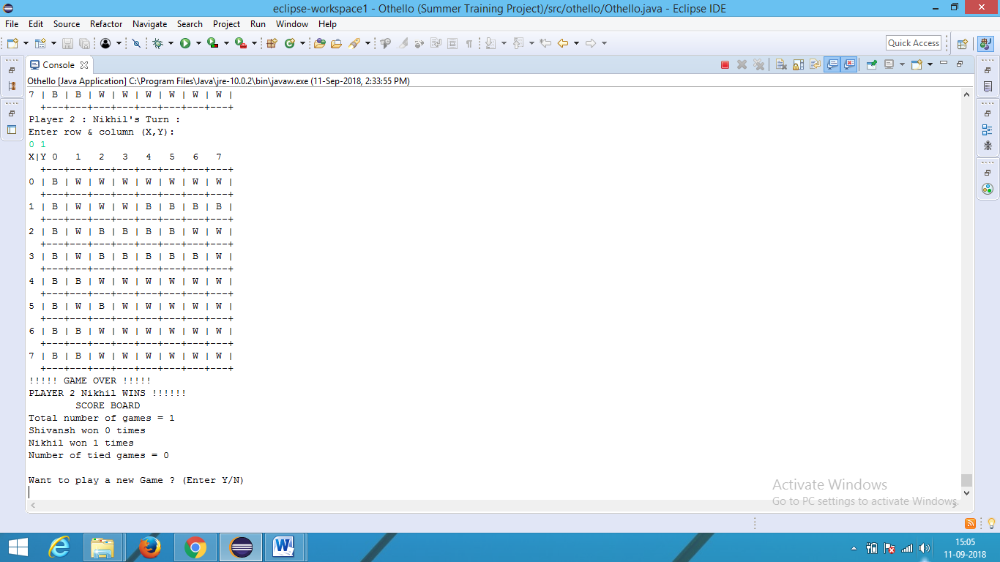 eclipse-workspace1 - Othello (Summer Training Project)/src/othello/Othello.java - Eclipse IDE
File Edit Source Refactor Navigate Search Project Run Window Help
Quick Access
Console
Othello [Java Application] C:\Program Files\Java\jre-10.0.2\bin\javaw.exe (11-Sep-2018, 2:33:55 PM)
7 | B | B | W | W | W | W | W | W |
+---+---+---+---+---+---+---+---+
Player 2 : Nikhil's Turn :
Enter row & column (X,Y):
0 1
X|Y 0 1 2 3 4 5 6 7
+---+---+---+---+---+---+---+---+
0 | B | W | W | W | W | W | W | W |
+---+---+---+---+---+---+---+---+
1 | B | W | W | W | B | B | B | B |
+---+---+---+---+---+---+---+---+
2 | B | W | B | B | B | B | W | W |
+---+---+---+---+---+---+---+---+
3 | B | W | B | B | B | B | B | W |
+---+---+---+---+---+---+---+---+
4 | B | B | W | W | W | W | W | W |
+---+---+---+---+---+---+---+---+
5 | B | W | B | W | W | W | W | W |
+---+---+---+---+---+---+---+---+
6 | B | B | W | W | W | W | W | W |
+---+---+---+---+---+---+---+---+
7 | B | B | W | W | W | W | W | W |
+---+---+---+---+---+---+---+---+
!!!!! GAME OVER !!!!!
PLAYER 2 Nikhil WINS !!!!!!
SCORE BOARD
Total number of games = 1
Shivansh won 0 times
Nikhil won 1 times
Number of tied games = 0
Want to play a new Game ? (Enter Y/N)
Activate Windows
Go to PC settings to activate Windows.
15:05
11-09-2018